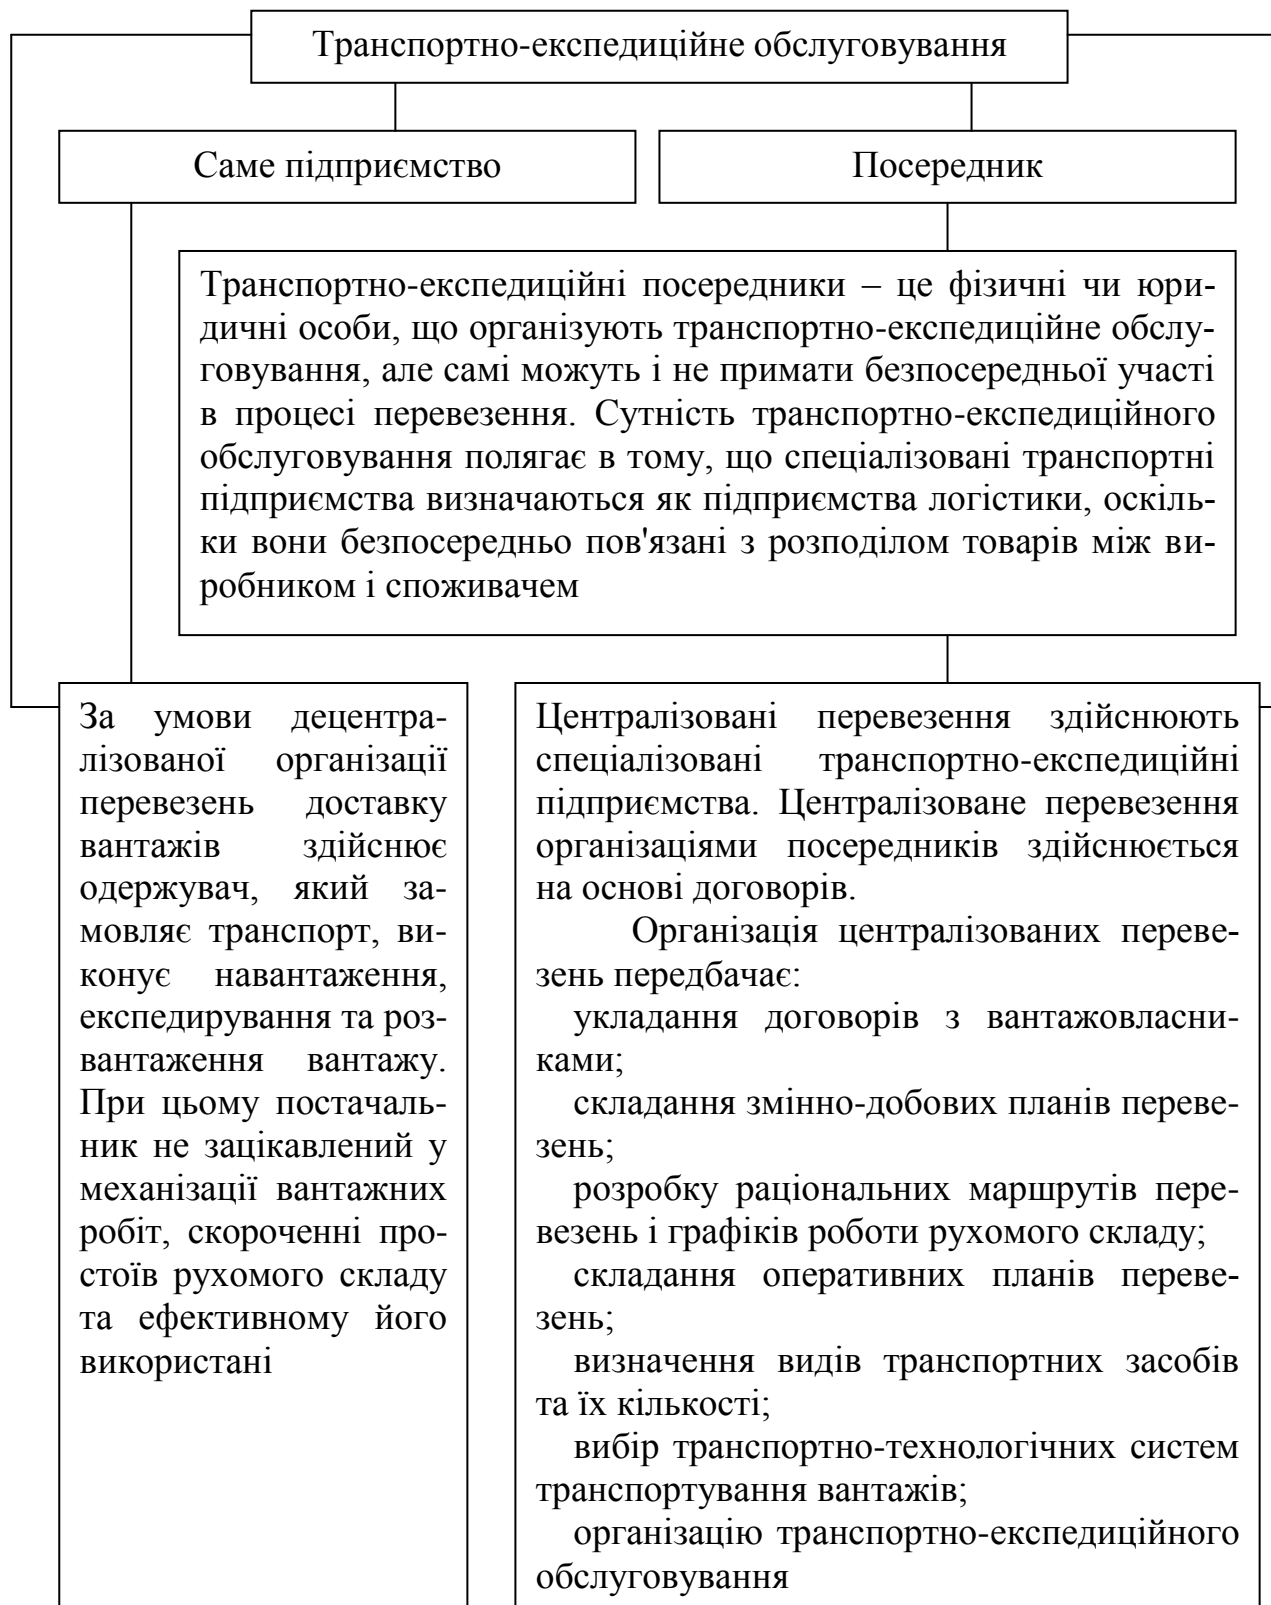 Транспортно-експедиційне обслуговування
Саме підприємство
Посередник
Транспортно-експедиційні посередники – це фізичні чи юри-
дичні особи, що організують транспортно-експедиційне обслу-
говування, але самі можуть і не примати безпосередньої участі
в процесі перевезення. Сутність транспортно-експедиційного
обслуговування полягає в тому, що спеціалізовані транспортні
підприємства визначаються як підприємства логістики, оскіль-
ки вони безпосередньо пов'язані з розподілом товарів між ви-
робником і споживачем
За умови децентра-
лізованої організації
перевезень доставку
вантажів здійснює
одержувач, який за-
мовляє транспорт, ви-
конує навантаження,
експедирування та роз-
вантаження вантажу.
При цьому постачаль-
ник не зацікавлений у
механізації вантажних
робіт, скороченні про-
стоїв рухомого складу
та ефективному його
використані
Централізовані перевезення здійснюють
спеціалізовані транспортно-експедиційні
підприємства. Централізоване перевезення
організаціями посередників здійснюється
на основі договорів.
Організація централізованих переве-
зень передбачає:
укладання договорів з вантажовласни-
ками;
складання змінно-добових планів переве-
зень;
розробку раціональних маршрутів пере-
везень і графіків роботи рухомого складу;
складання оперативних планів переве-
зень;
визначення видів транспортних засобів
та їх кількості;
вибір транспортно-технологічних систем
транспортування вантажів;
організацію транспортно-експедиційного
обслуговування